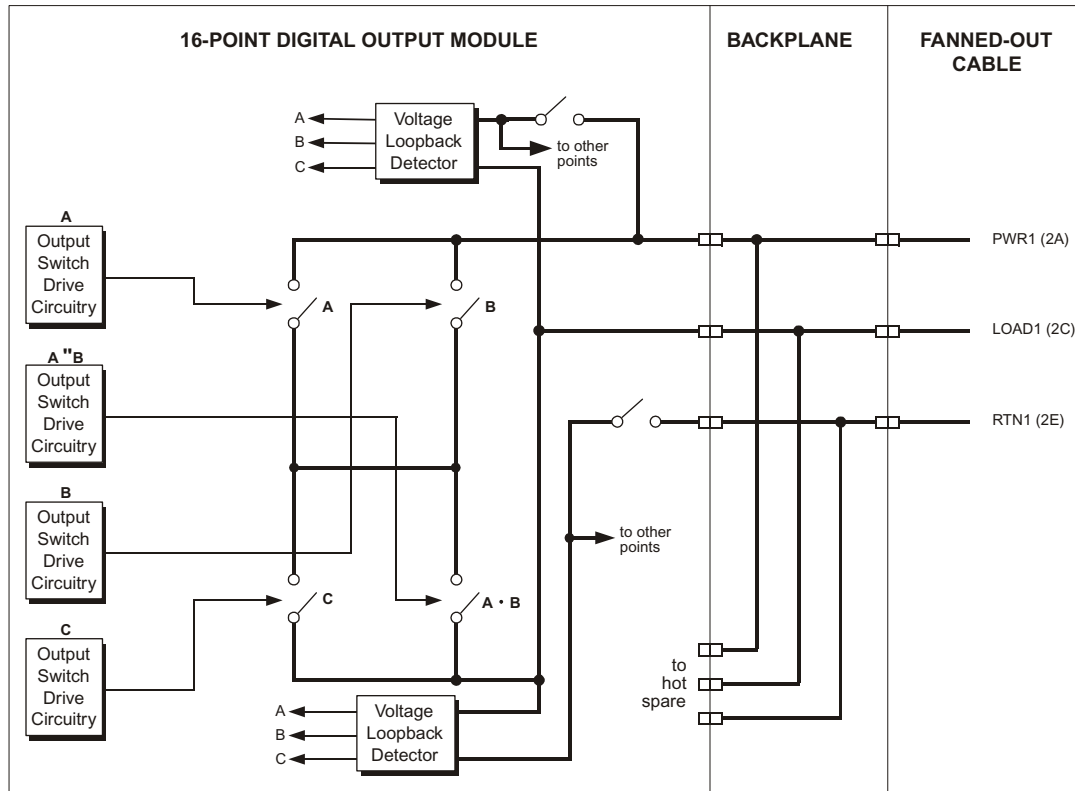 16-POINT DIGITAL OUTPUT MODULE
BACKPLANE
FANNED-OUT
CABLE
A
B
C
Voltage
Loopback
Detector
to other
points
A
Output
Switch
Drive
Circuitry
A
B
PWR1 (2A)
LOAD1 (2C)
A "B
Output
Switch
Drive
Circuitry
RTN1 (2E)
B
Output
Switch
Drive
Circuitry
to other
points
C
Output
Switch
Drive
Circuitry
C
A · B
to
hot
spare
A
B
C
Voltage
Loopback
Detector